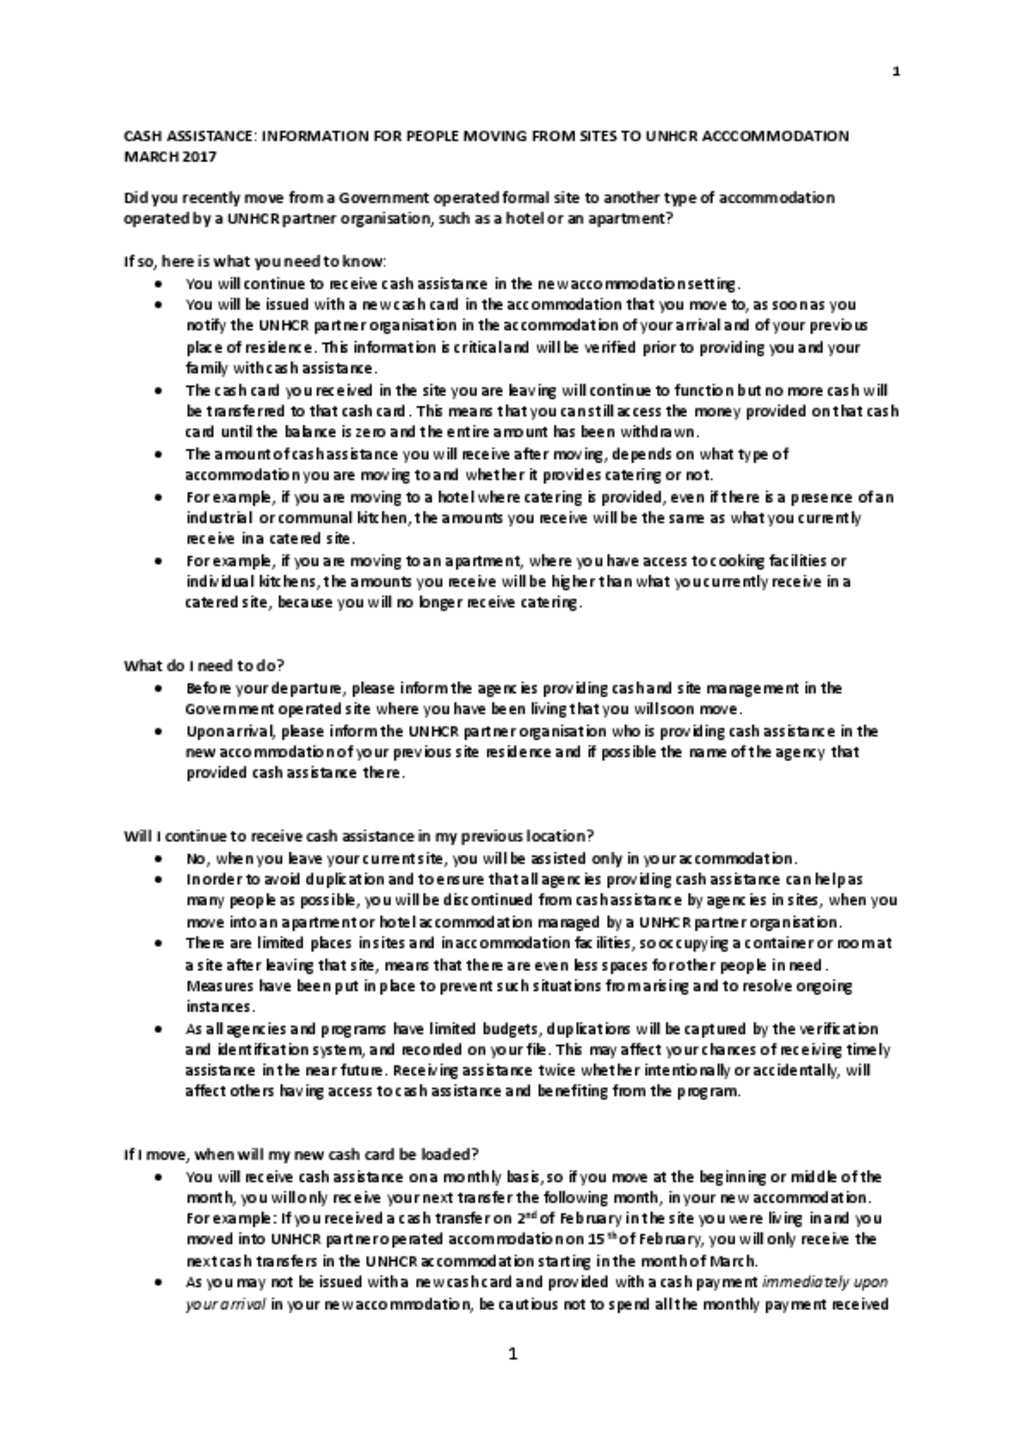 1
CASH ASSISTANCE: INFORMATION FOR PEOPLE MOVING FROM SITES TO UNHCR ACCCOMMODATION
MARCH 2017
Did you recently move from a Government operated formal site to another type of accommodation
operated by a UNHCR partner organisation, such as a hotel or an apartment?
If so, here is what you need to know:
• You will continue to receive cash assistance in the new accommodation setting.
• You will be issued with a new cash card in the accommodation that you move to, as soon as you
notify the UNHCR partner organisation in the accommodation of your arrival and of your previous
place of residence. This information is critical and will be verified prior to providing you and your
family with cash assistance.
• The cash card you received in the site you are leaving will continue to function but no more cash will
be transferred to that cash card. This means that you can still access the money provided on that cash
card until the balance is zero and the entire amount has been withdrawn.
• The amount of cash assistance you will receive after moving, depends on what type of
accommodation you are moving to and whether it provides catering or not.
• For example, if you are moving to a hotel where catering is provided, even if there is a presence of an
industrial or communal kitchen, the amounts you receive will be the same as what you currently
receive in a catered site.
• For example, if you are moving to an apartment, where you have access to cooking facilities or
individual kitchens, the amounts you receive will be higher than what you currently receive in a
catered site, because you will no longer receive catering.
What do I need to do?
• Before your departure, please inform the agencies providing cash and site management in the
Government operated site where you have been living that you will soon move.
• Upon arrival, please inform the UNHCR partner organisation who is providing cash assistance in the
new accommodation of your previous site residence and if possible the name of the agency that
provided cash assistance there.
Will I continue to receive cash assistance in my previous location?
• No, when you leave your current site, you will be assisted only in your accommodation.
• In order to avoid duplication and to ensure that all agencies providing cash assistance can help as
many people as possible, you will be discontinued from cash assistance by agencies in sites, when you
move into an apartment or hotel accommodation managed by a UNHCR partner organisation.
• There are limited places in sites and in accommodation facilities, so occupying a container or room at
a site after leaving that site, means that there are even less spaces for other people in need.
Measures have been put in place to prevent such situations from arising and to resolve ongoing
instances.
• As all agencies and programs have limited budgets, duplications will be captured by the verification
and identification system, and recorded on your file. This may affect your chances of receiving timely
assistance in the near future. Receiving assistance twice whether intentionally or accidentally, will
affect others having access to cash assistance and benefiting from the program.
If I move, when will my new cash card be loaded?
• You will receive cash assistance on a monthly basis, so if you move at the beginning or middle of the
month, you will only receive your next transfer the following month, in your new accommodation.
For example: If you received a cash transfer on 2nd of February in the site you were living in and you
moved into UNHCR partner operated accommodation on 15th of February, you will only receive the
next cash transfers in the UNHCR accommodation starting in the month of March.
• As you may not be issued with a new cash card and provided with a cash payment immediately upon
your arrival in your new accommodation, be cautious not to spend all the monthly payment received
1